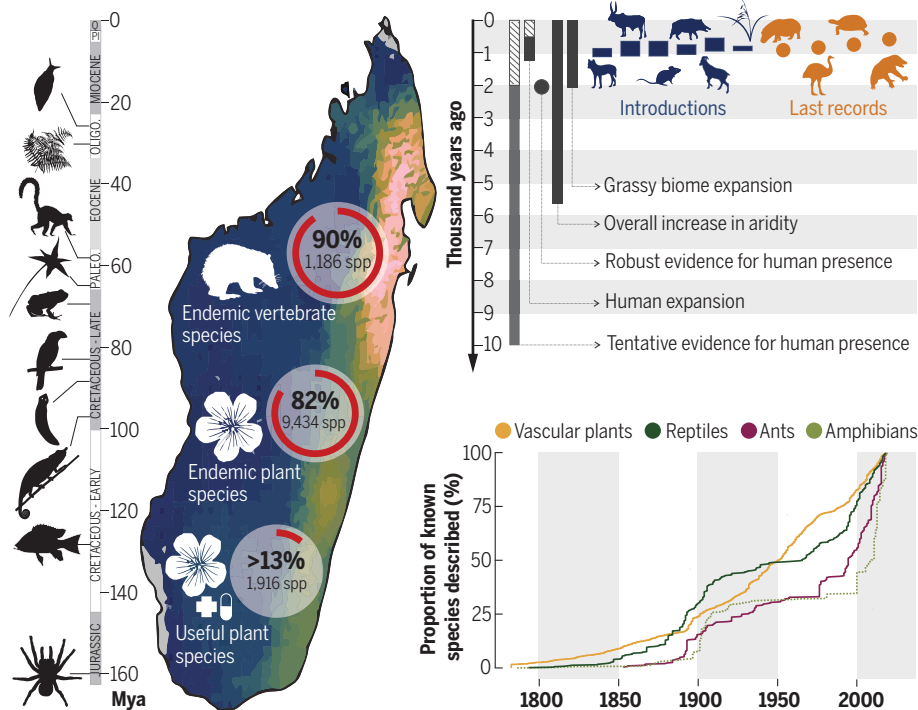 0
20
40
60
80
100
120
140
160
Mya
PI
MIOCENE
OLIGO.
EOCENE
PALEO.
CRETACEOUS - LATE
CRETACEOUS - EARLY
JURASSIC
90%
1,186 spp
Endemic vertebrate
species
82%
9,434 spp
Endemic plant
species
>13%
1,916 spp
Useful plant
species
Thousand years ago
0
1
2
3
4
5
6
7
8
9
10
Introductions
Last records
Grassy biome expansion
Overall increase in aridity
Robust evidence for human presence
Human expansion
Tentative evidence for human presence
Vascular plants
Reptiles
Ants
Amphibians
Proportion of known
species described (%)
100
75
50
25
0
1800
1850
1900
1950
2000